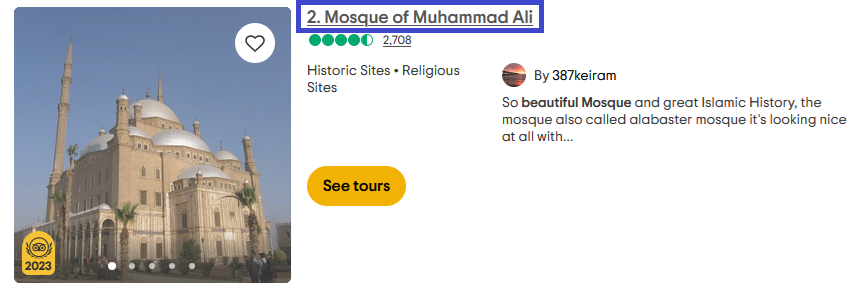 2. Mosque of Muhammad Ali
2,708
Historic Sites • Religious
Sites
By 387keiram
So beautiful Mosque and great Islamic History, the
mosque also called alabaster mosque it's looking nice
at all with...
See tours
2023